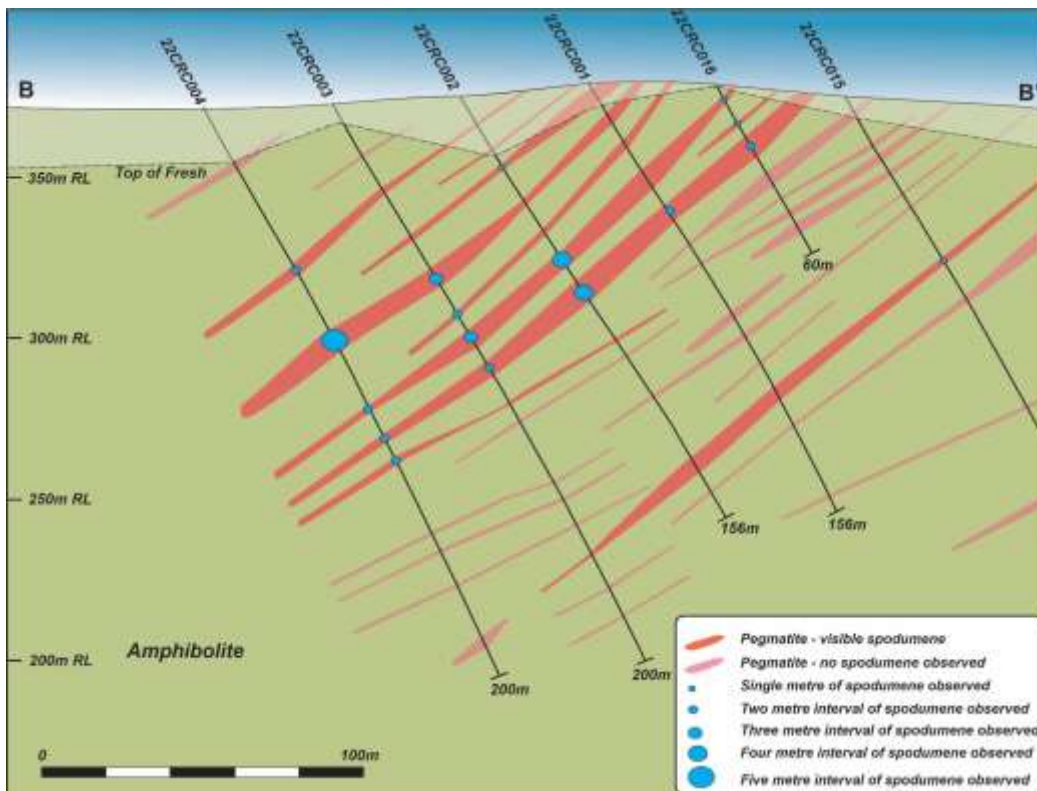 22CRC004
22CRC003
22CRC002
22CRC001
22CRC016
22CRC015
B
B'
350m RL
Top of Fresh
60m
300m RL
250m RL
156m
156m
Amphibolite
200m RL
200m
200m
0
100m
Pegmatite - visible spodumene
Pegmatite - no spodumene observed
Single metre of spodumene observed
Two metre interval of spodumene observed
Three metre interval of spodumene observed
Four metre interval of spodumene observed
Five metre interval of spodumene observed